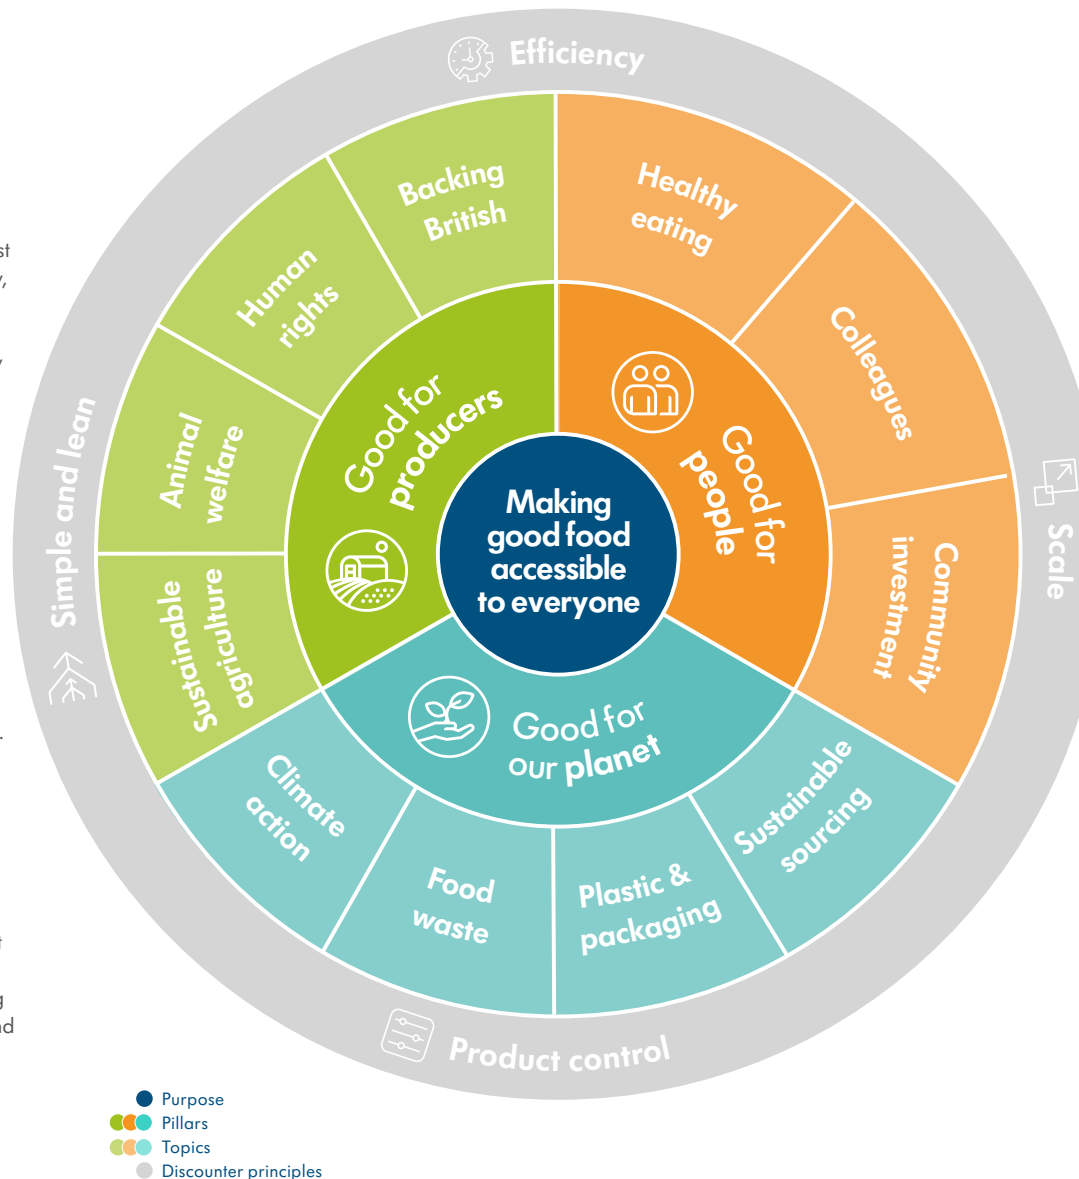 Efficiency
Backing
British
Healthy
eating
Human
rights
Colleagues
Animal
welfare
Good for
producers
Good for
people
Simple and lean
Making
good food
accessible
to everyone
Scale
Community
investment
Sustainable
agriculture
Good for
our planet
Climate
action
Food
waste
Plastic &
packaging
Sustainable
sourcing
Product control
Purpose
Pillars
Topics
Discounter principles